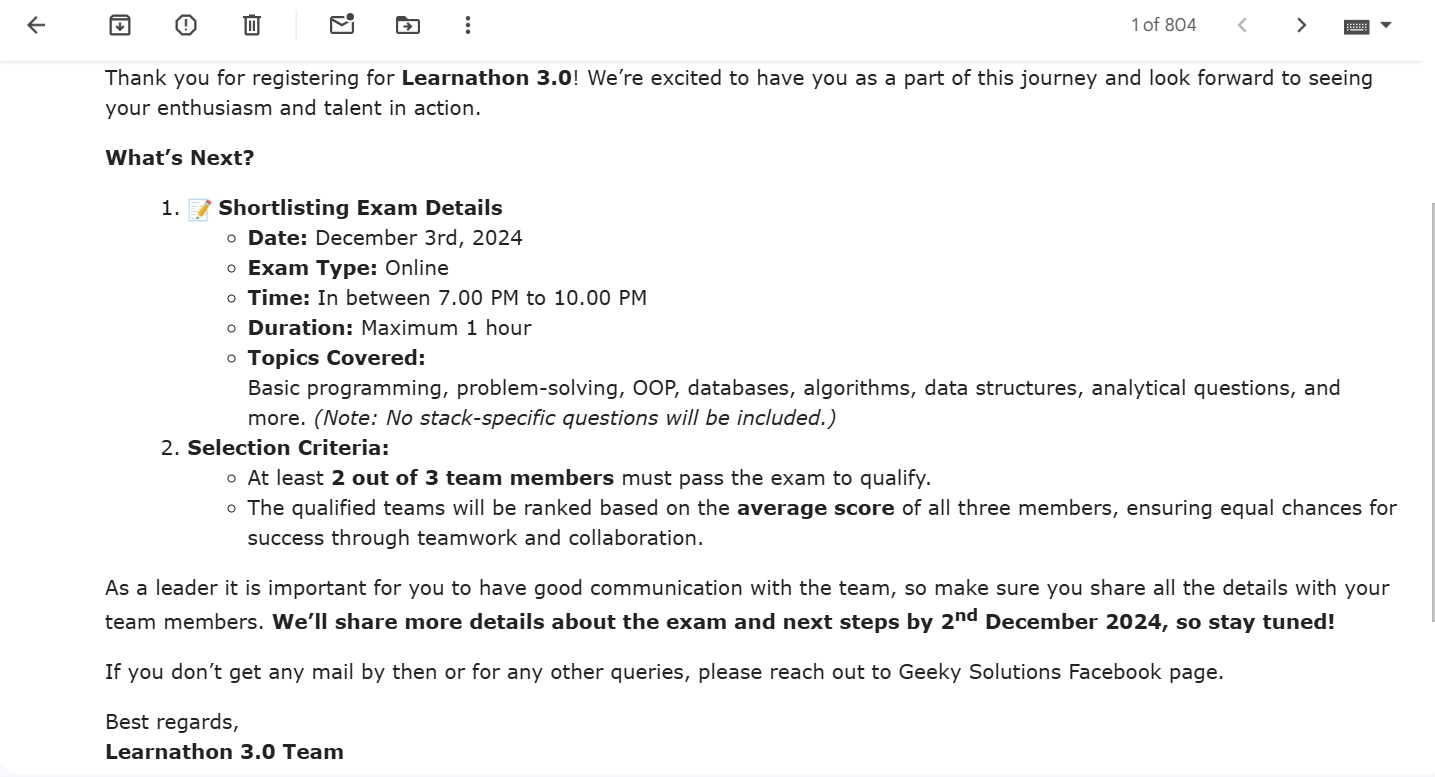 1 of 804
Thank you for registering for Learnathon 3.0! We’re excited to have you as a part of this journey and look forward to seeing
your enthusiasm and talent in action.
What’s Next?
1. 📝 Shortlisting Exam Details
◦ Date: December 3rd, 2024
◦ Exam Type: Online
◦ Time: In between 7.00 PM to 10.00 PM
◦ Duration: Maximum 1 hour
◦ Topics Covered:
Basic programming, problem-solving, OOP, databases, algorithms, data structures, analytical questions, and
more. (Note: No stack-specific questions will be included.)
2. Selection Criteria:
◦ At least 2 out of 3 team members must pass the exam to qualify.
◦ The qualified teams will be ranked based on the average score of all three members, ensuring equal chances for
success through teamwork and collaboration.
As a leader it is important for you to have good communication with the team, so make sure you share all the details with your
team members. We’ll share more details about the exam and next steps by 2nd December 2024, so stay tuned!
If you don’t get any mail by then or for any other queries, please reach out to Geeky Solutions Facebook page.
Best regards,
Learnathon 3.0 Team